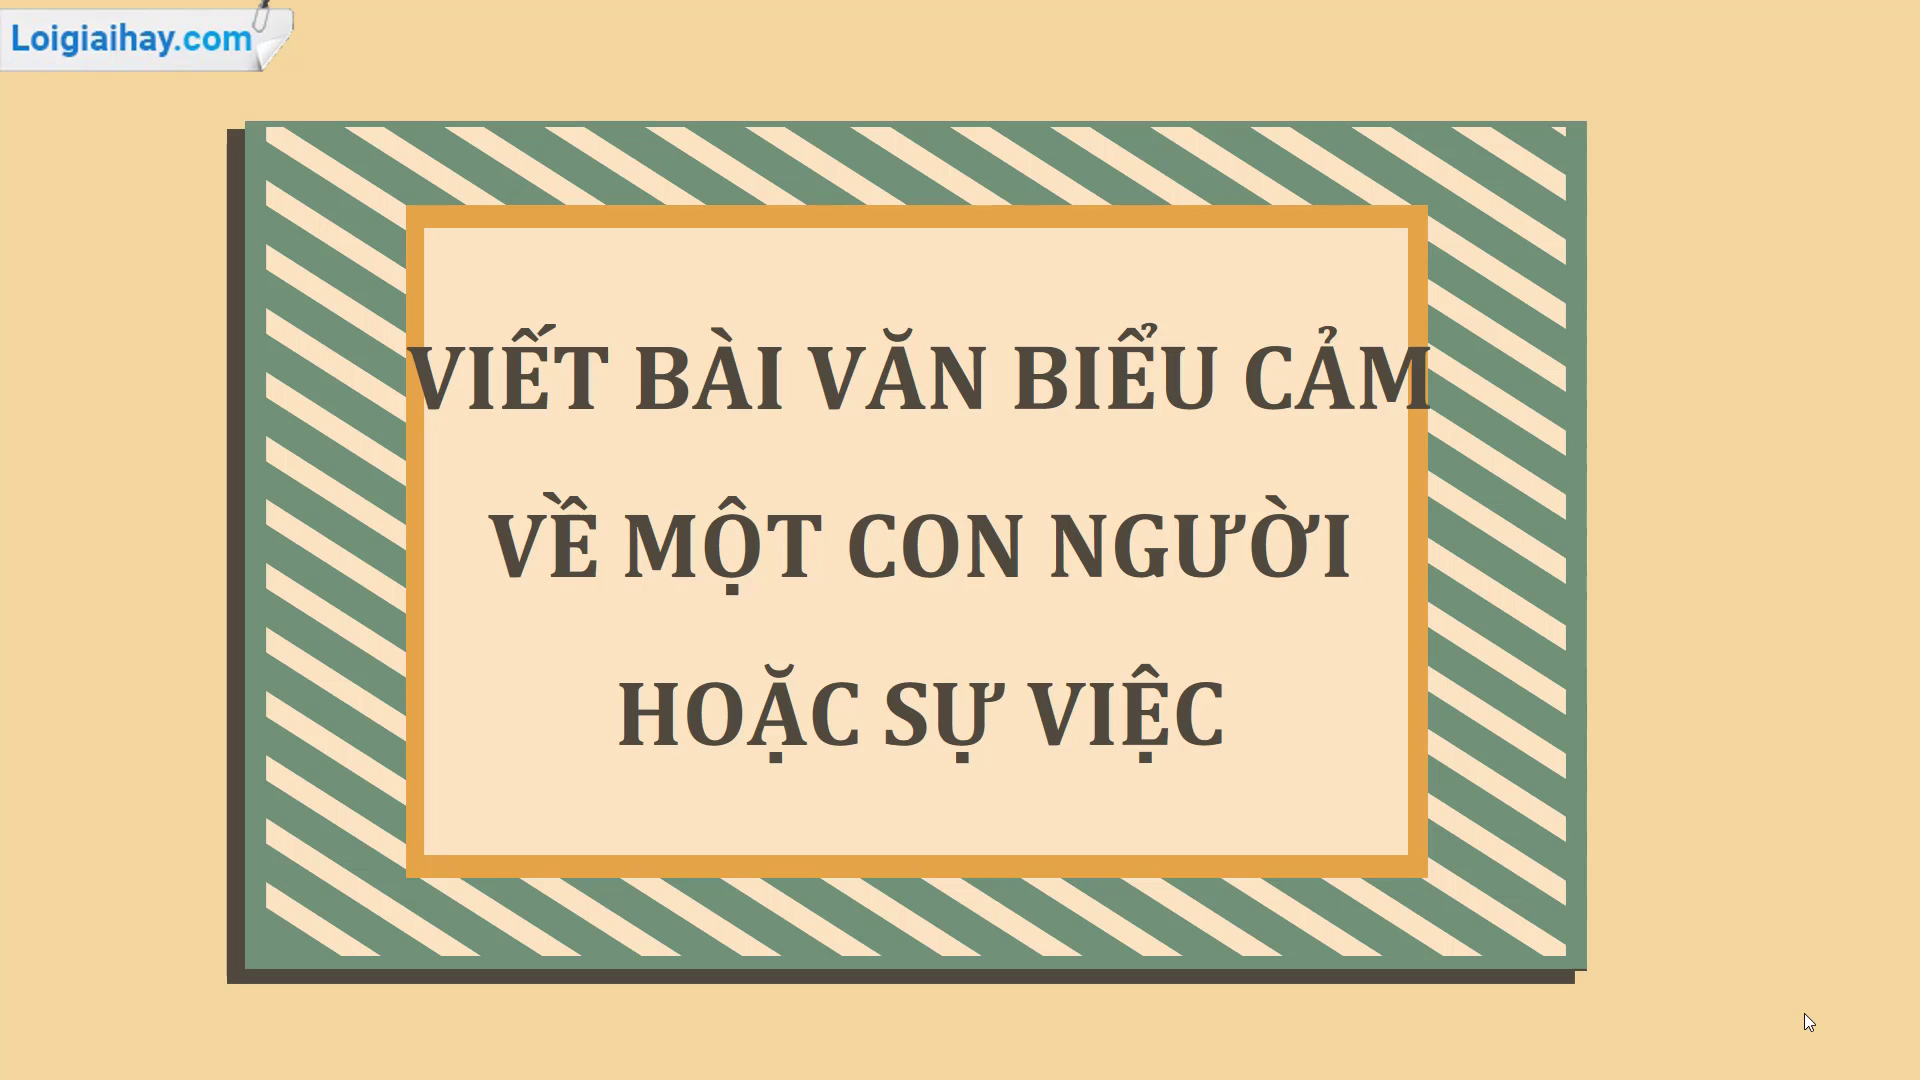 Loigiaihay.com
VIẾT BÀI VĂN BIỂU CẢM
VỀ MỘT CON NGƯỜI
HOẶC SỰ VIỆC